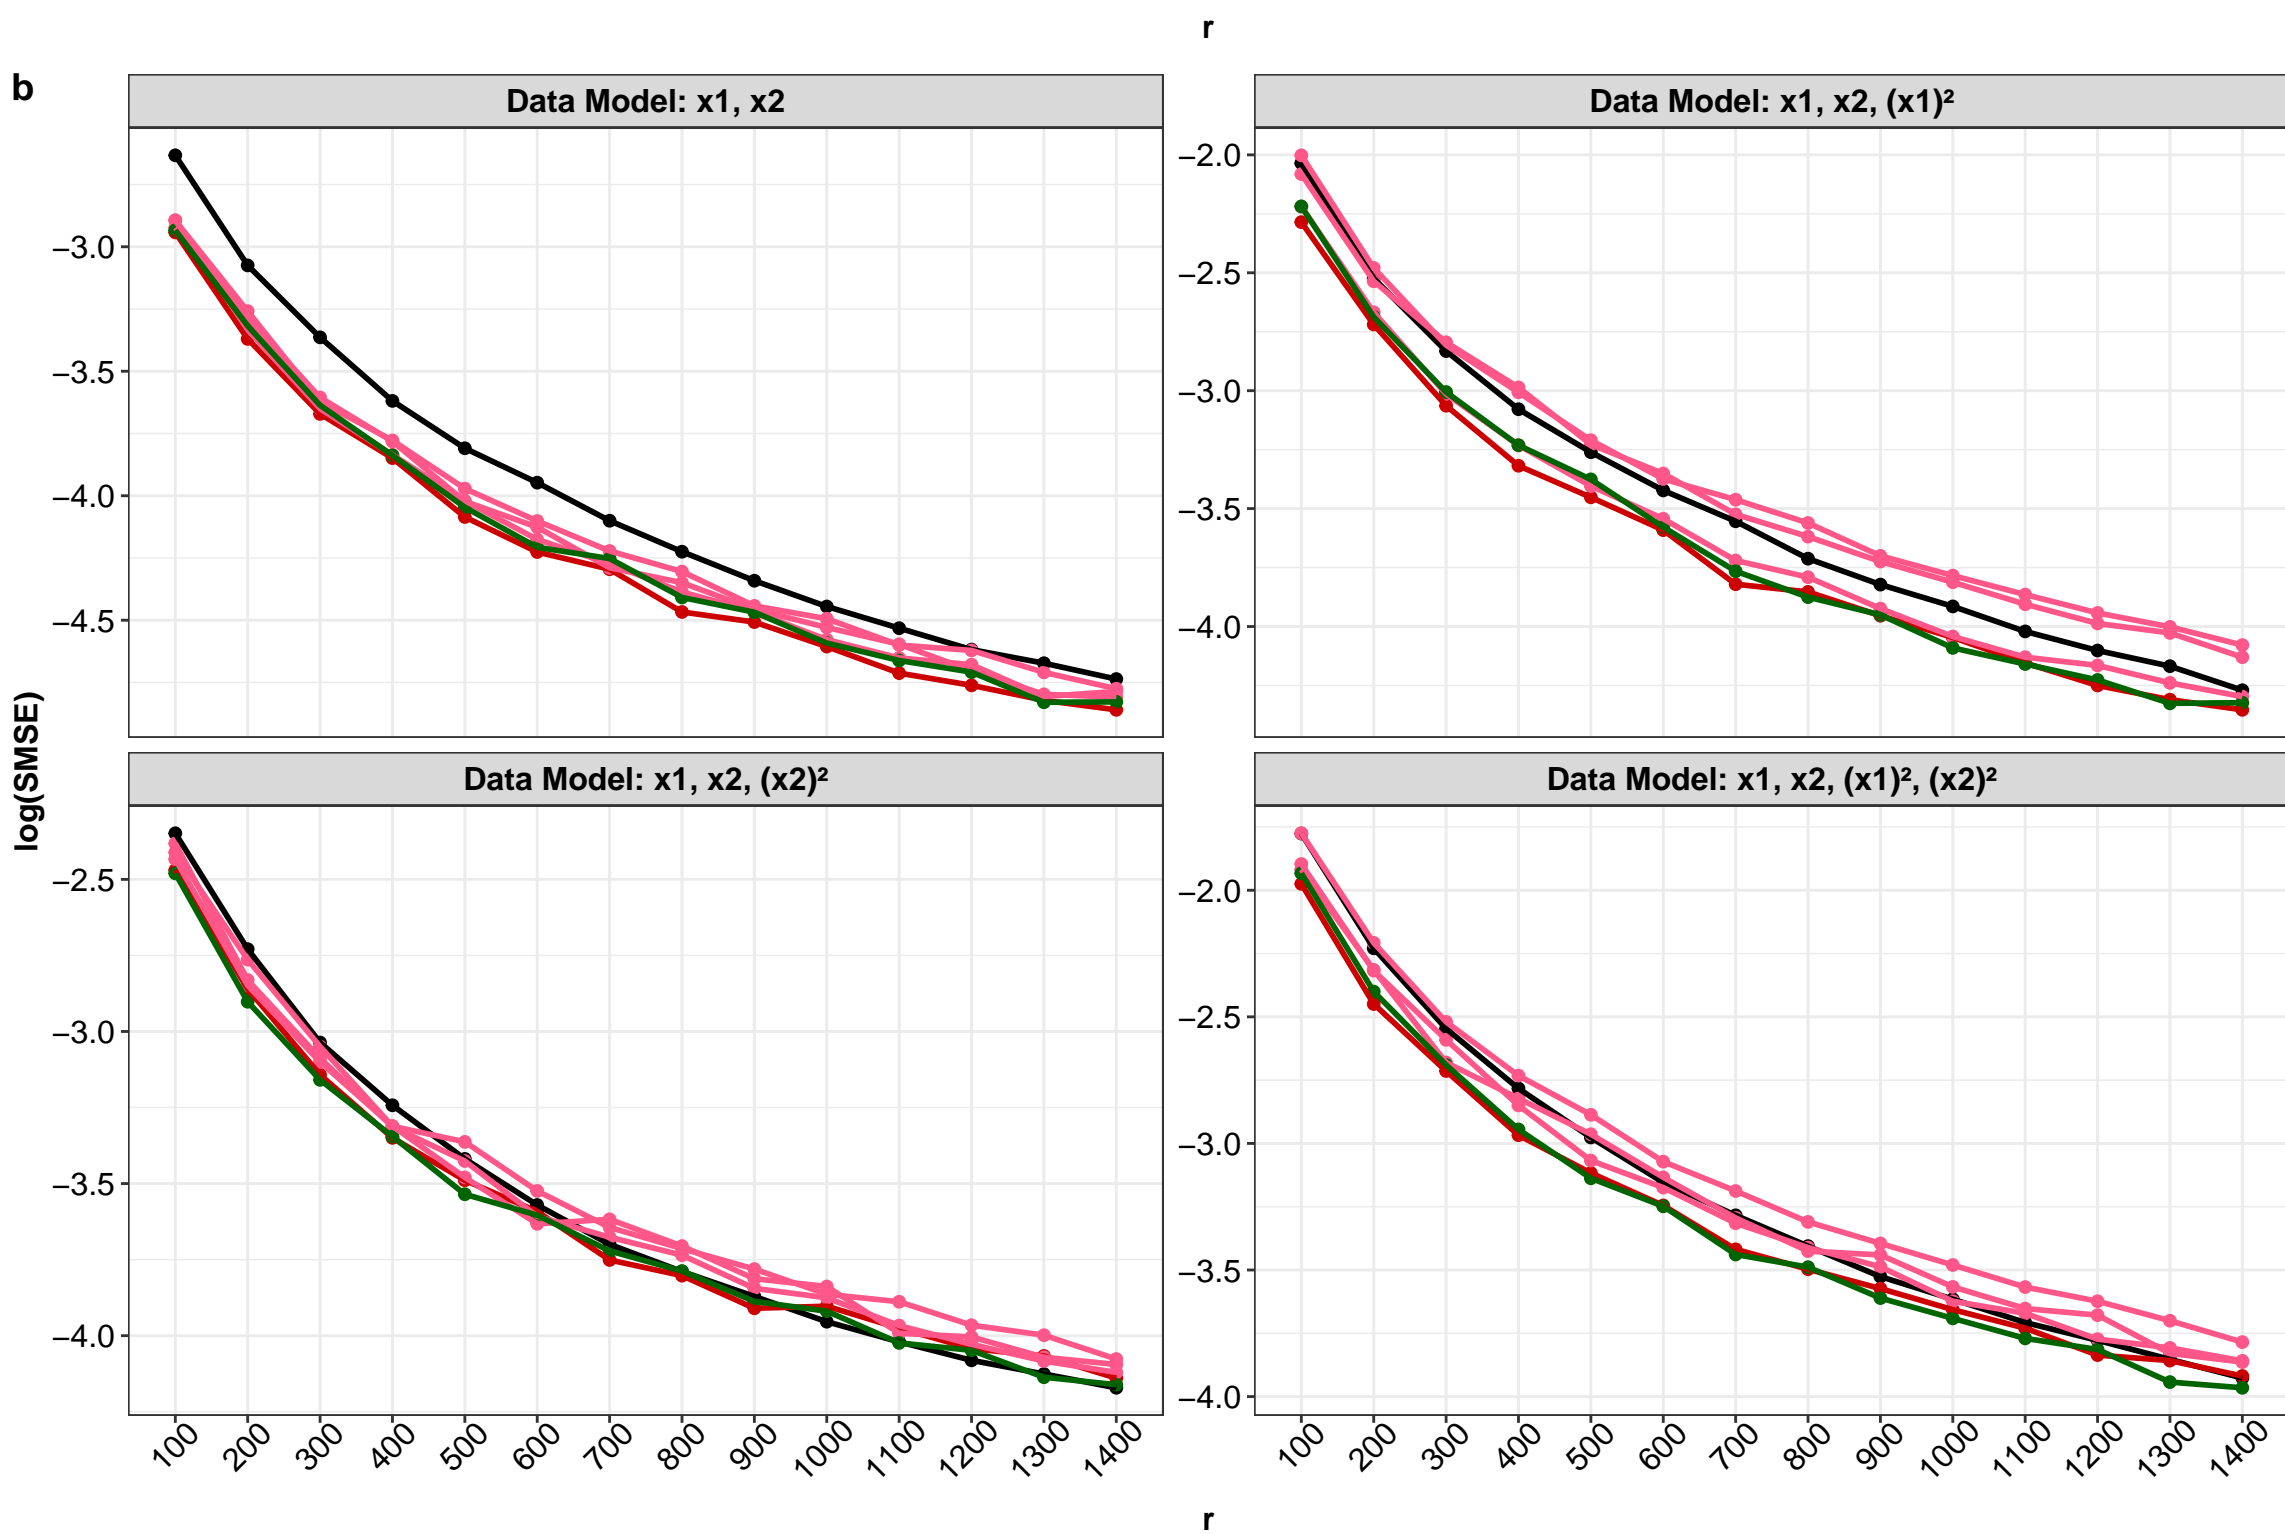 r
b
Data Model: x1, x2
Data Model: x1, x2, (x1)²
−3.0
−3.5
−4.0
−4.5
−2.0
−2.5
−3.0
−3.5
−4.0
log(SMSE)
Data Model: x1, x2, (x2)²
Data Model: x1, x2, (x1)², (x2)²
−2.5
−3.0
−3.5
−4.0
−2.0
−2.5
−3.0
−3.5
−4.0
100 200 300 400 500 600 700 800 900 1000 1100 1200 1300 1400
100 200 300 400 500 600 700 800 900 1000 1100 1200 1300 1400
r